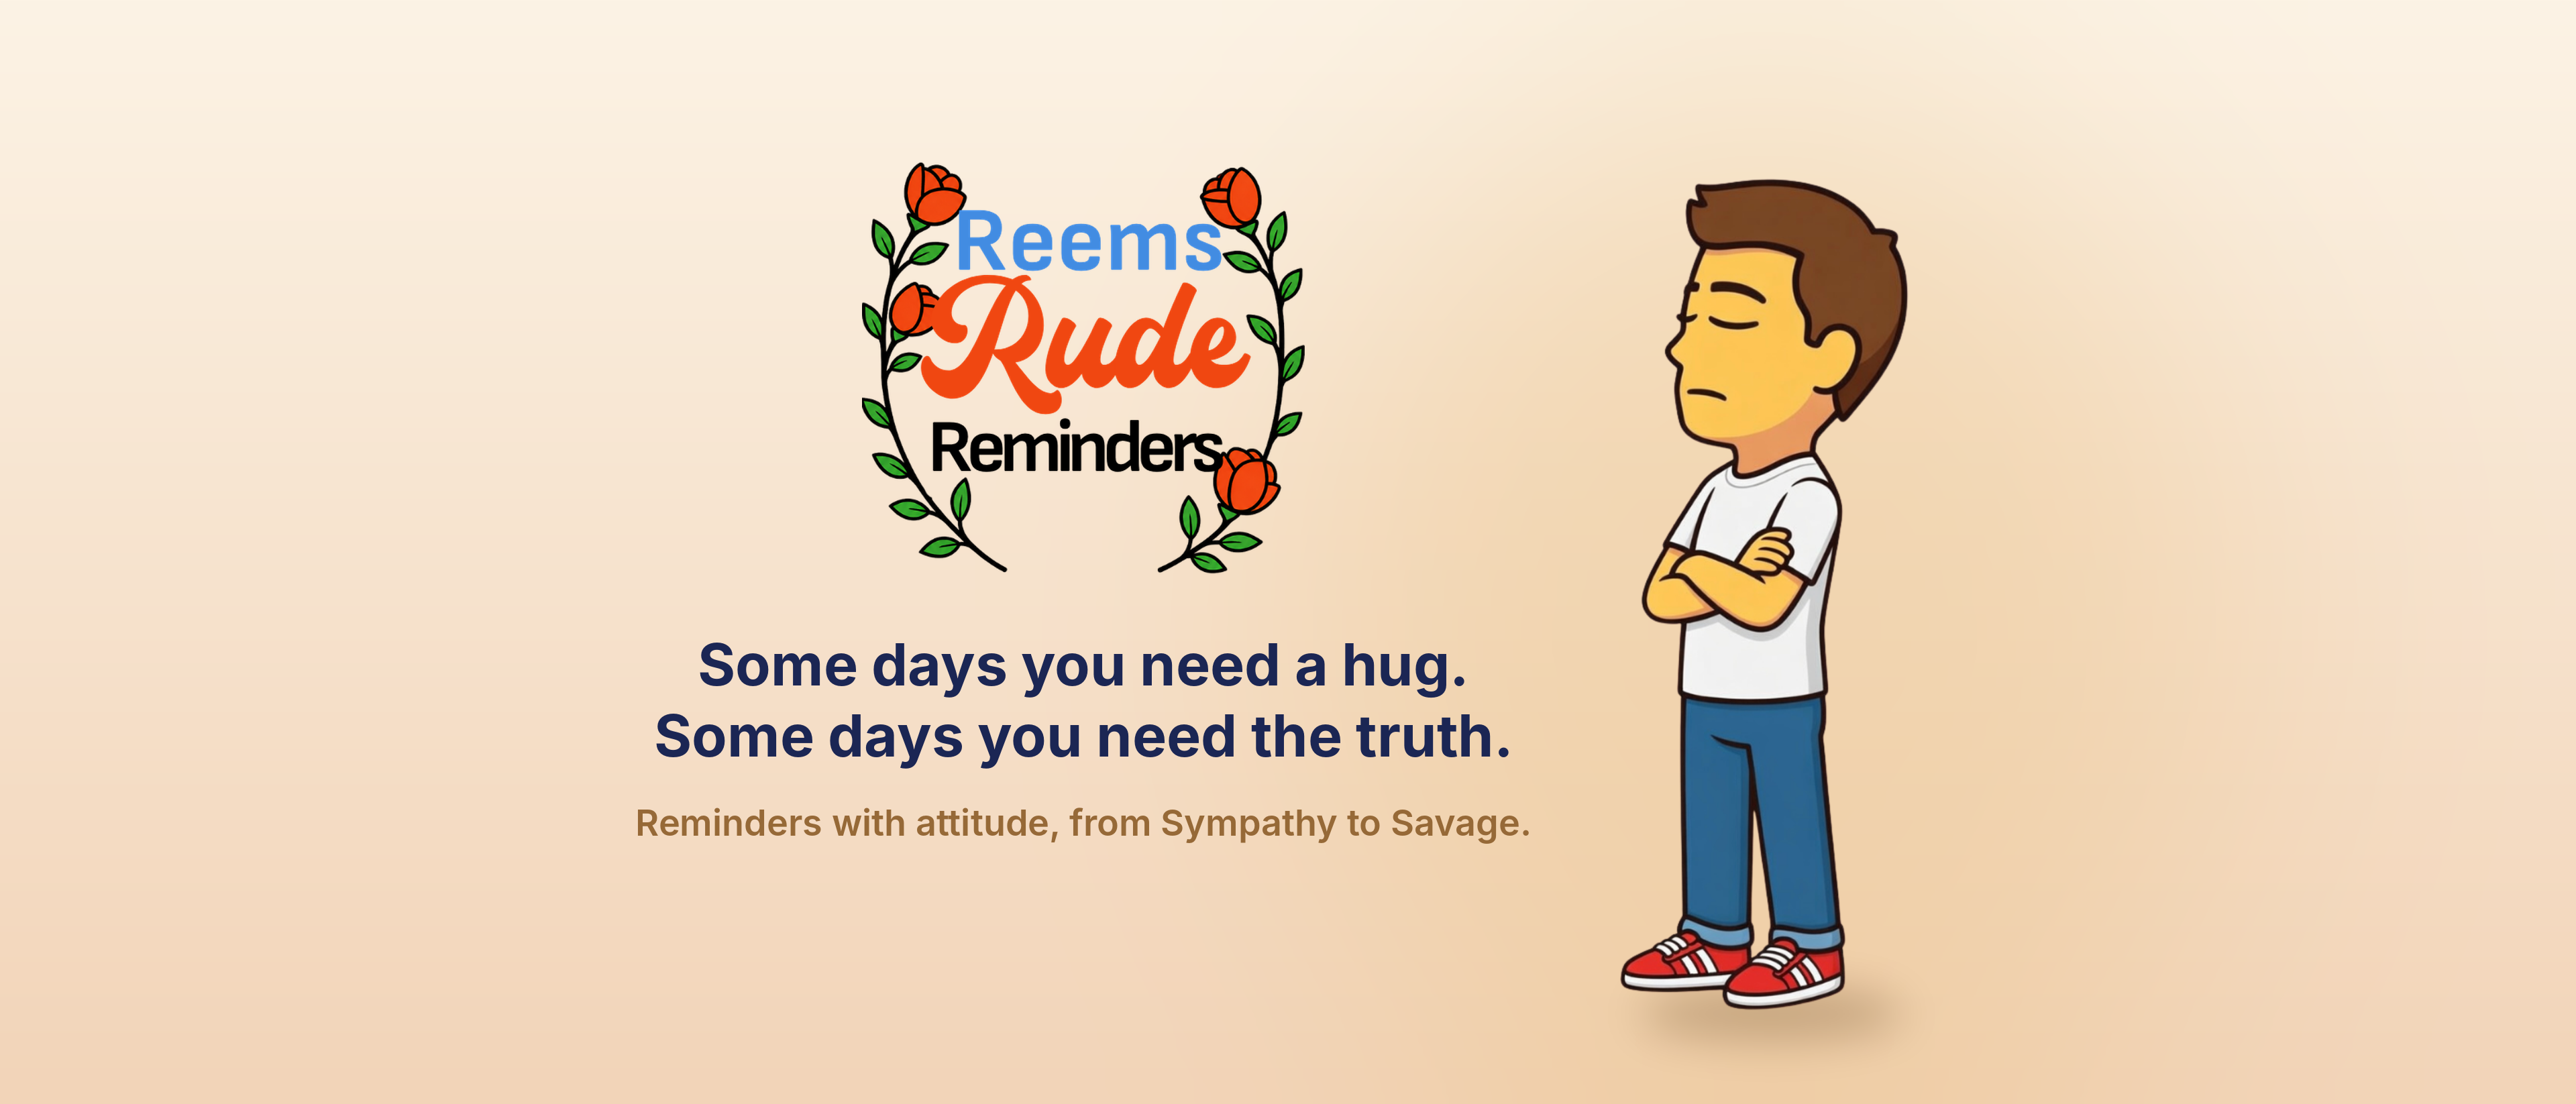 Reems
Rude
Reminders
Some days you need a hug.
Some days you need the truth.
Reminders with attitude, from Sympathy to Savage.